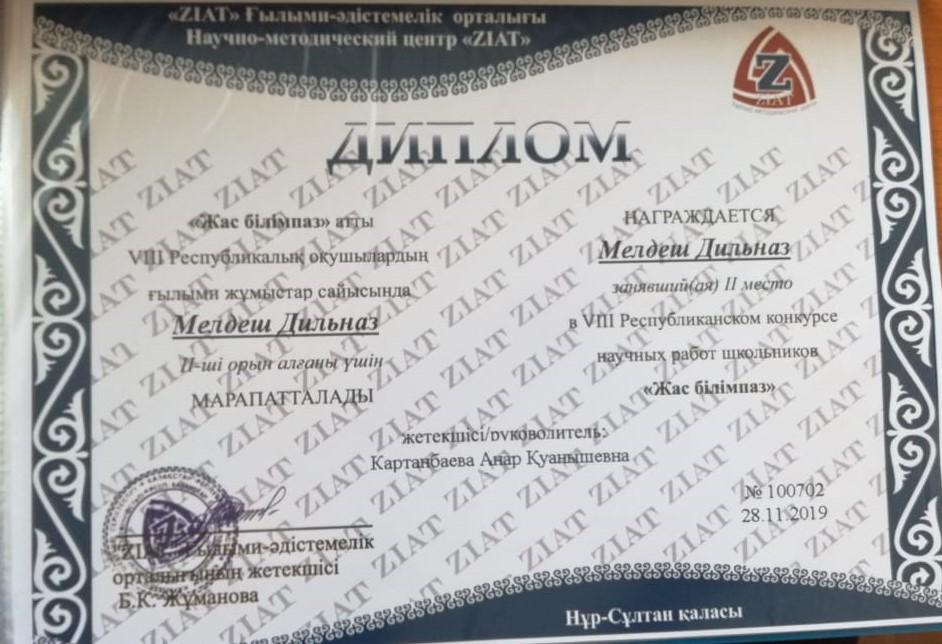 «ZIAT» Ғылыми-әдістемелік орталығы
Научно-методический центр «ZIAT»
Z
ZIAT
ДИПЛОМ
«Жас білімпаз» атты
VIII Республикалық оқушылардың
ғылыми жұмыстар сайысында
Мелдеш Дильназ
II-ші орын алғаны үшін
МАРАПАТТАЛАДЫ
НАГРАЖДАЕТСЯ
Мелдеш Дильназ
занявший(ая) II место
в VIII Республиканском конкурсе
научных работ школьников
«Жас білімпаз»
жетекшісі/руководитель:
Картанбаева Анар Куанышевна
№ 100702
28.11.2019
"ZIAT" Ғылыми-әдістемелік
орталығының жетекшісі
Б.К. Жұманова
Нұр-Сұлтан қаласы